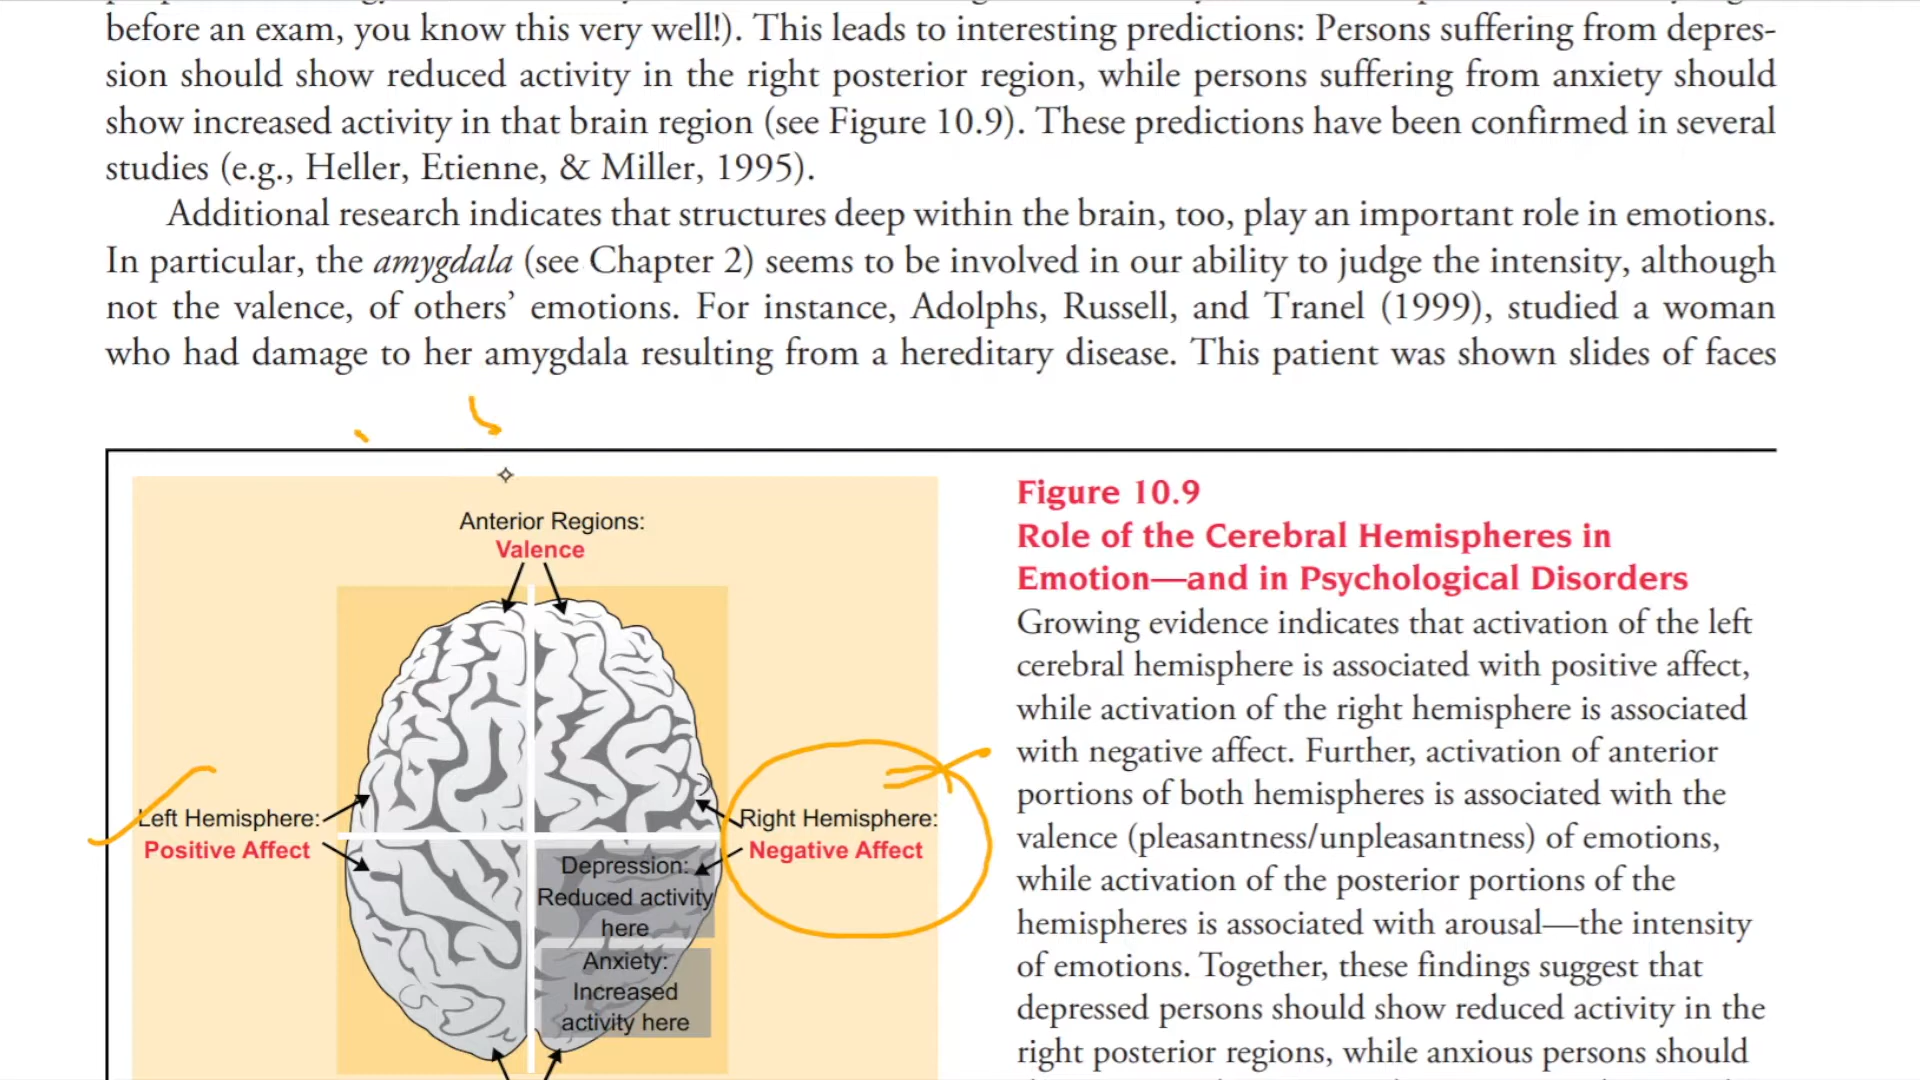 before an exam, you know this very well!). This leads to interesting predictions: Persons suffering from depres-
sion should show reduced activity in the right posterior region, while persons suffering from anxiety should
show increased activity in that brain region (see Figure 10.9). These predictions have been confirmed in several
studies (e.g., Heller, Etienne, & Miller, 1995).
Additional research indicates that structures deep within the brain, too, play an important role in emotions.
In particular, the amygdala (see Chapter 2) seems to be involved in our ability to judge the intensity, although
not the valence, of others’ emotions. For instance, Adolphs, Russell, and Tranel (1999), studied a woman
who had damage to her amygdala resulting from a hereditary disease. This patient was shown slides of faces
Anterior Regions:
Valence
Left Hemisphere:
Positive Affect
Right Hemisphere:
Negative Affect
Depression:
Reduced activity
here
Anxiety:
Increased
activity here
Figure 10.9
Role of the Cerebral Hemispheres in
Emotion—and in Psychological Disorders
Growing evidence indicates that activation of the left
cerebral hemisphere is associated with positive affect,
while activation of the right hemisphere is associated
with negative affect. Further, activation of anterior
portions of both hemispheres is associated with the
valence (pleasantness/unpleasantness) of emotions,
while activation of the posterior portions of the
hemispheres is associated with arousal—the intensity
of emotions. Together, these findings suggest that
depressed persons should show reduced activity in the
right posterior regions, while anxious persons should